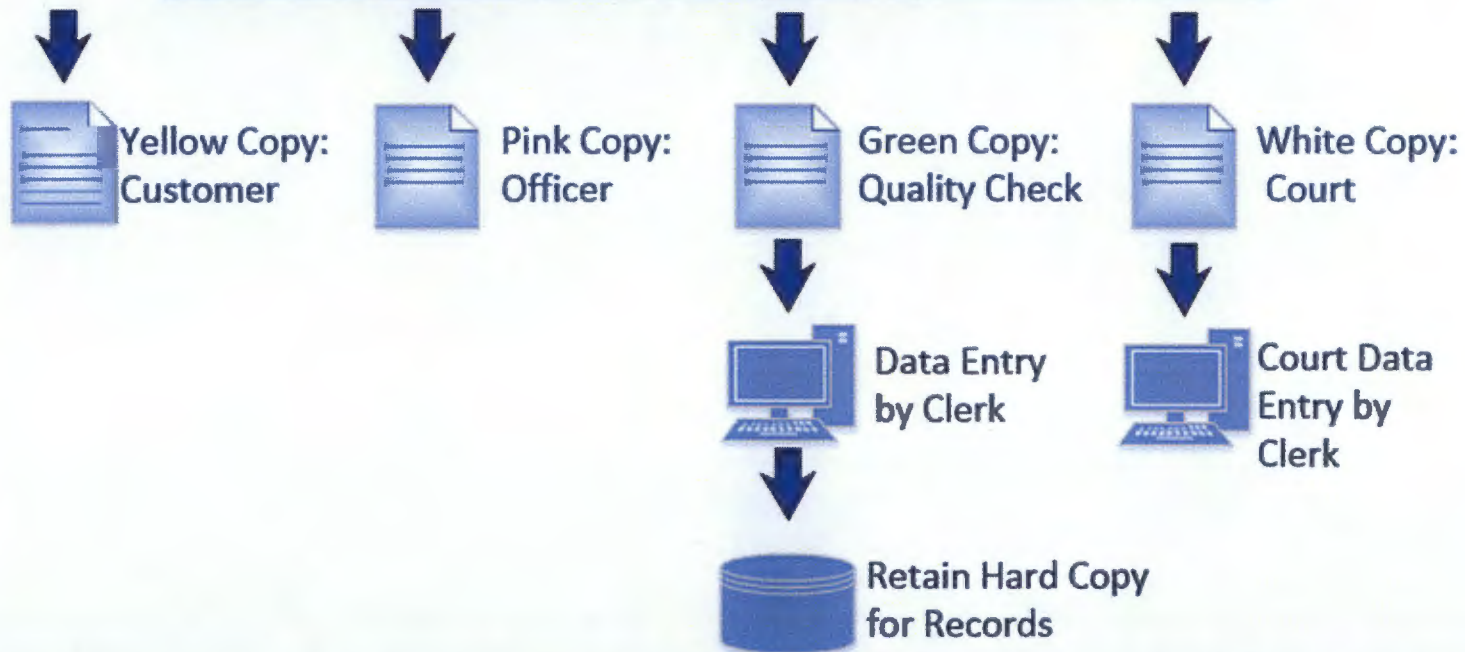 Yellow Copy:
Customer
Pink Copy:
Officer
Green Copy:
Quality Check
White Copy:
Court
Data Entry
by Clerk
Court Data
Entry by
Clerk
Retain Hard Copy
for Records